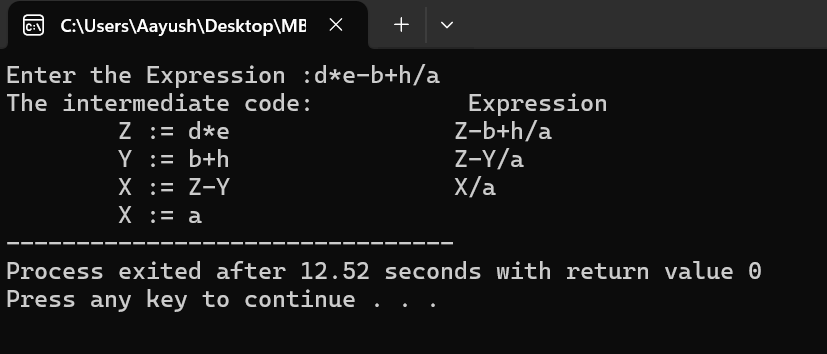 C:\Users\Aayush\Desktop\ME
Enter the Expression :d*e-b+h/a
The intermediate code: Expression
Z := d*e Z-b+h/a
Y := b+h Z-Y/a
X := Z-Y X/a
X := a
--------------------------------
Process exited after 12.52 seconds with return value 0
Press any key to continue . . .